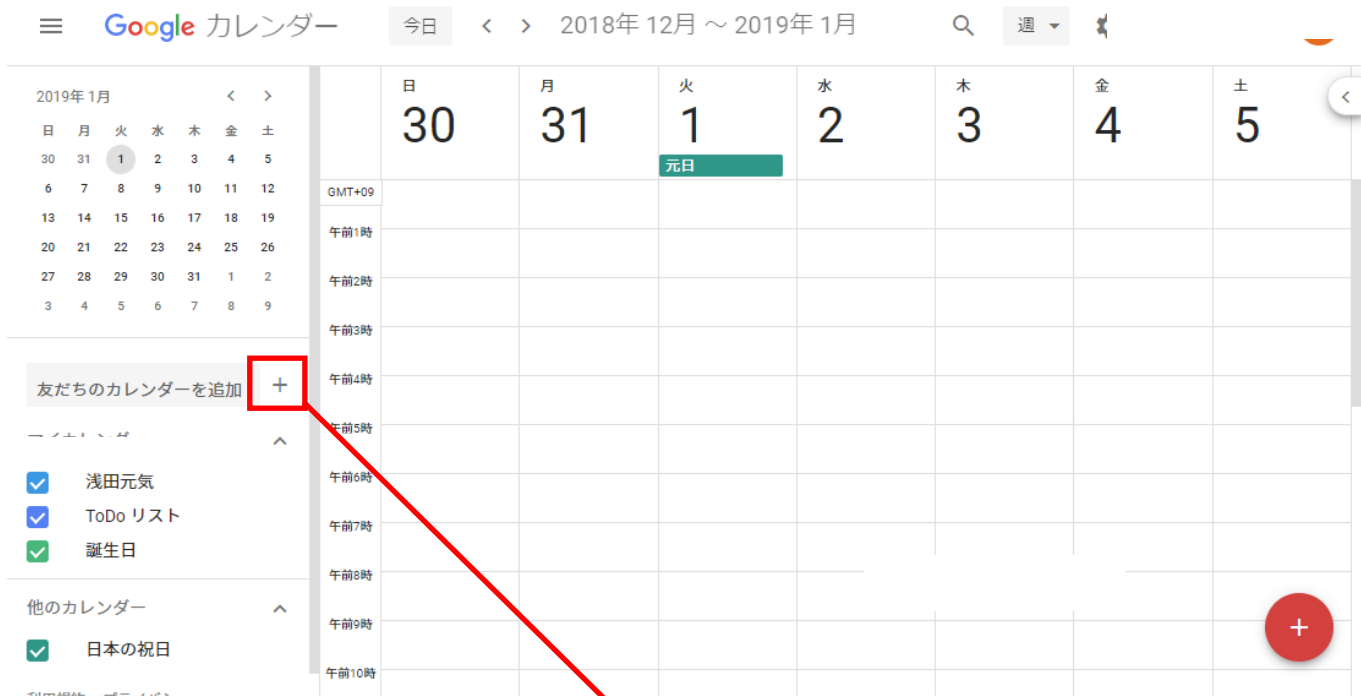 Google カレンダー 今日 2018年 12月 ～ 2019年 1月 週
2019年 1月
日 月 火 水 木 金 土
30 31 1 2 3 4 5
6 7 8 9 10 11 12
13 14 15 16 17 18 19
20 21 22 23 24 25 26
27 28 29 30 31 1 2
3 4 5 6 7 8 9
友だちのカレンダーを追加 +
浅田元気
ToDo リスト
誕生日
他のカレンダー
日本の祝日
日 月 火 水 木 金 土
30 31 1 2 3 4 5
元日
GMT+09
午前1時
午前2時
午前3時
午前4時
午前5時
午前6時
午前7時
午前8時
午前9時
午前10時
+